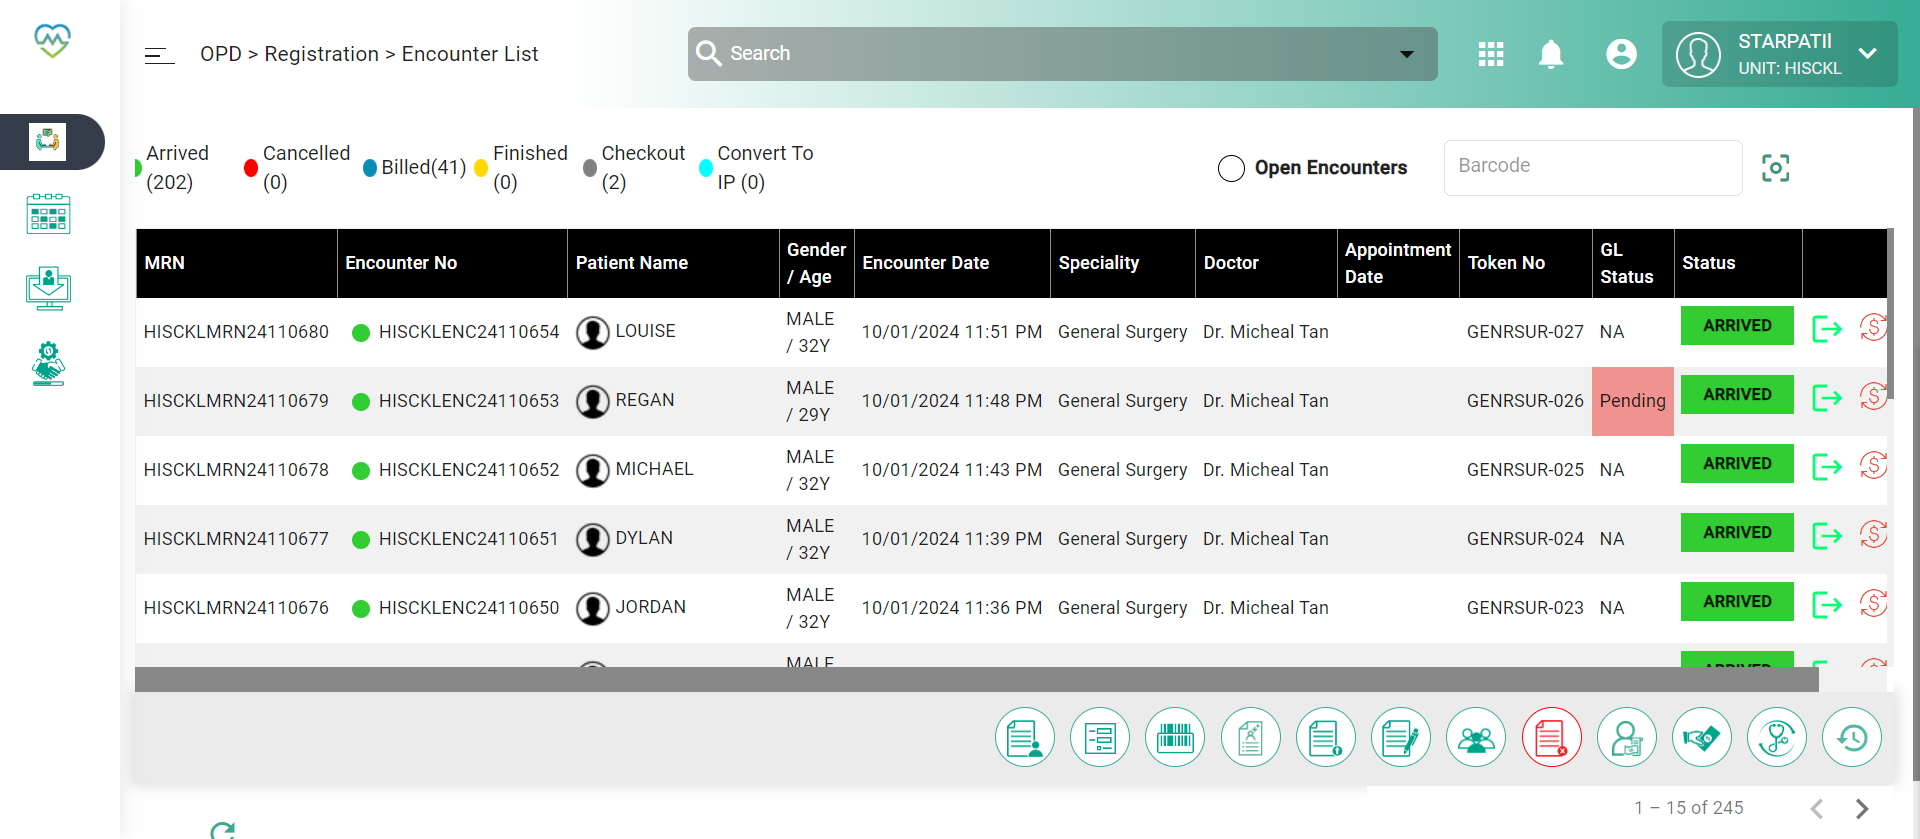 OPD > Registration > Encounter List
Search
STARPATII
UNIT: HISCKL
Arrived
(202)
Cancelled
(0)
Billed(41)
Finished
(0)
Checkout
(2)
Convert To
IP (0)
Open Encounters
Barcode
MRN Encounter No Patient Name Gender / Age Encounter Date Speciality Doctor Appointment Date Token No GL Status Status
HISCKLMRN24110680 HISCKLENC24110654 LOUISE MALE / 32Y 10/01/2024 11:51 PM General Surgery Dr. Micheal Tan GENRSUR-027 NA ARRIVED
HISCKLMRN24110679 HISCKLENC24110653 REGAN MALE / 29Y 10/01/2024 11:48 PM General Surgery Dr. Micheal Tan GENRSUR-026 Pending ARRIVED
HISCKLMRN24110678 HISCKLENC24110652 MICHAEL MALE / 32Y 10/01/2024 11:43 PM General Surgery Dr. Micheal Tan GENRSUR-025 NA ARRIVED
HISCKLMRN24110677 HISCKLENC24110651 DYLAN MALE / 32Y 10/01/2024 11:39 PM General Surgery Dr. Micheal Tan GENRSUR-024 NA ARRIVED
HISCKLMRN24110676 HISCKLENC24110650 JORDAN MALE / 32Y 10/01/2024 11:36 PM General Surgery Dr. Micheal Tan GENRSUR-023 NA ARRIVED
MALE ARRIVED
1 – 15 of 245